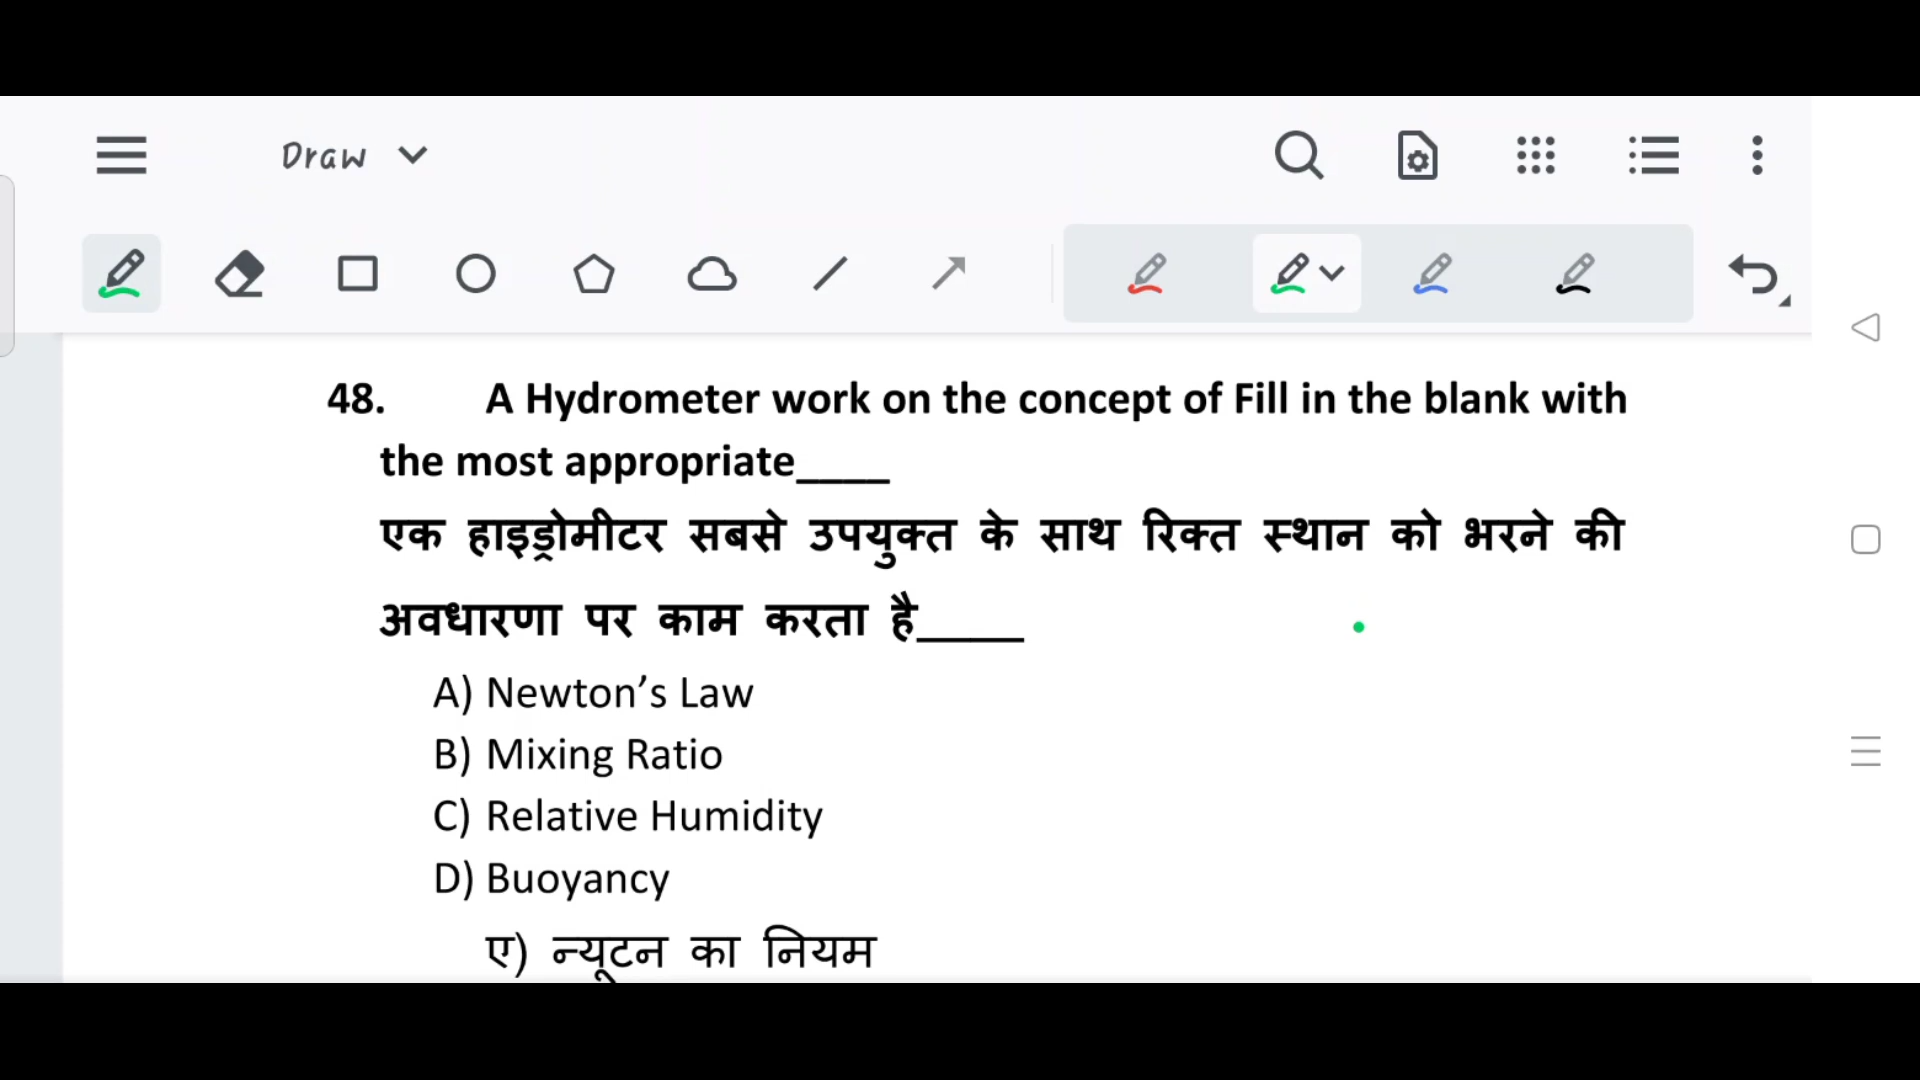 Draw
48. A Hydrometer work on the concept of Fill in the blank with
the most appropriate____
एक हाइड्रोमीटर सबसे उपयुक्त के साथ रिक्त स्थान को भरने की
अवधारणा पर काम करता है____
A) Newton’s Law
B) Mixing Ratio
C) Relative Humidity
D) Buoyancy
ए) न्यूटन का नियम